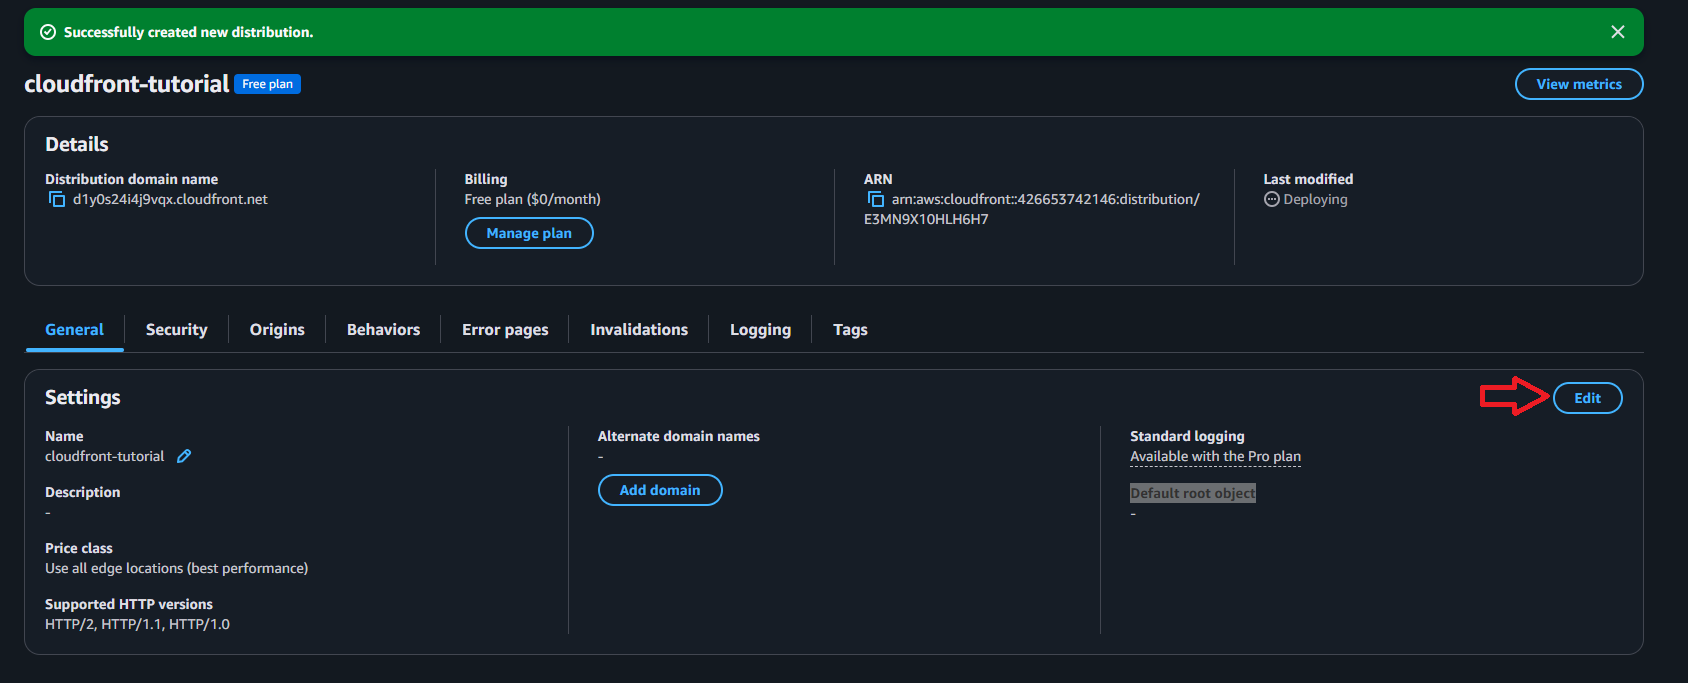 Successfully created new distribution.
cloudfront-tutorial Free plan
View metrics
Details
Distribution domain name
d1y0s24i4j9vqx.cloudfront.net
Billing
Free plan ($0/month)
Manage plan
ARN
arn:aws:cloudfront::426653742146:distribution/
E3MN9X10HLH6H7
Last modified
Deploying
General
Security
Origins
Behaviors
Error pages
Invalidations
Logging
Tags
Settings
Edit
Name
cloudfront-tutorial
Description
-
Price class
Use all edge locations (best performance)
Supported HTTP versions
HTTP/2, HTTP/1.1, HTTP/1.0
Alternate domain names
-
Add domain
Standard logging
Available with the Pro plan
Default root object
-